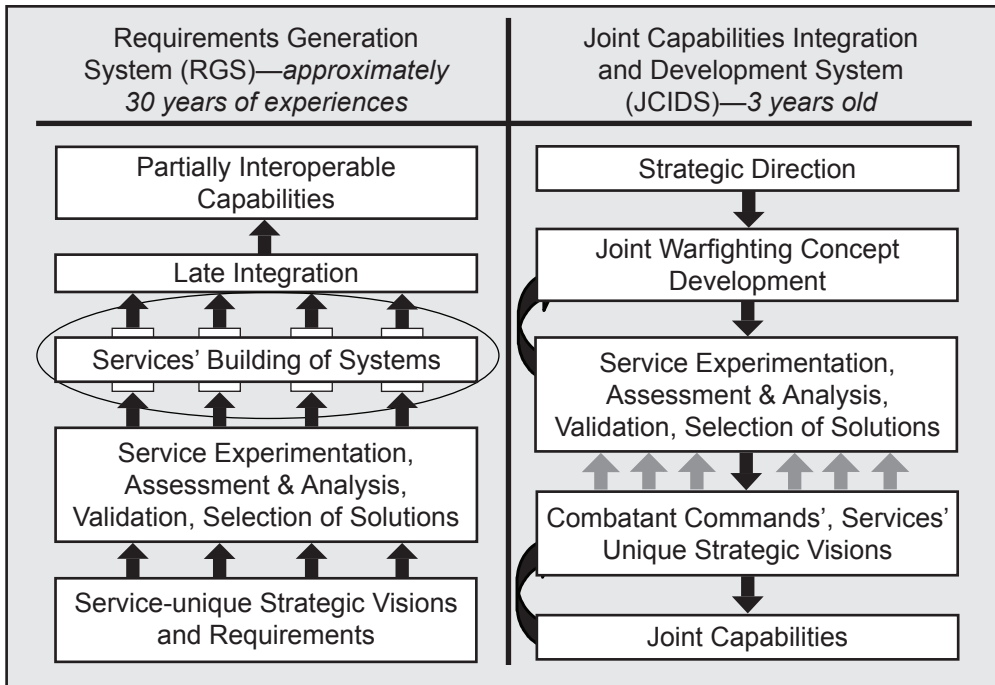 Requirements Generation
System (RGS)—approximately
30 years of experiences
Partially Interoperable
Capabilities
Late Integration
Services’ Building of Systems
Service Experimentation,
Assessment & Analysis,
Validation, Selection of Solutions
Service-unique Strategic Visions
and Requirements
Joint Capabilities Integration
and Development System
(JCIDS)—3 years old
Strategic Direction
Joint Warfighting Concept
Development
Service Experimentation,
Assessment & Analysis,
Validation, Selection of Solutions
Combatant Commands’, Services’
Unique Strategic Visions
Joint Capabilities